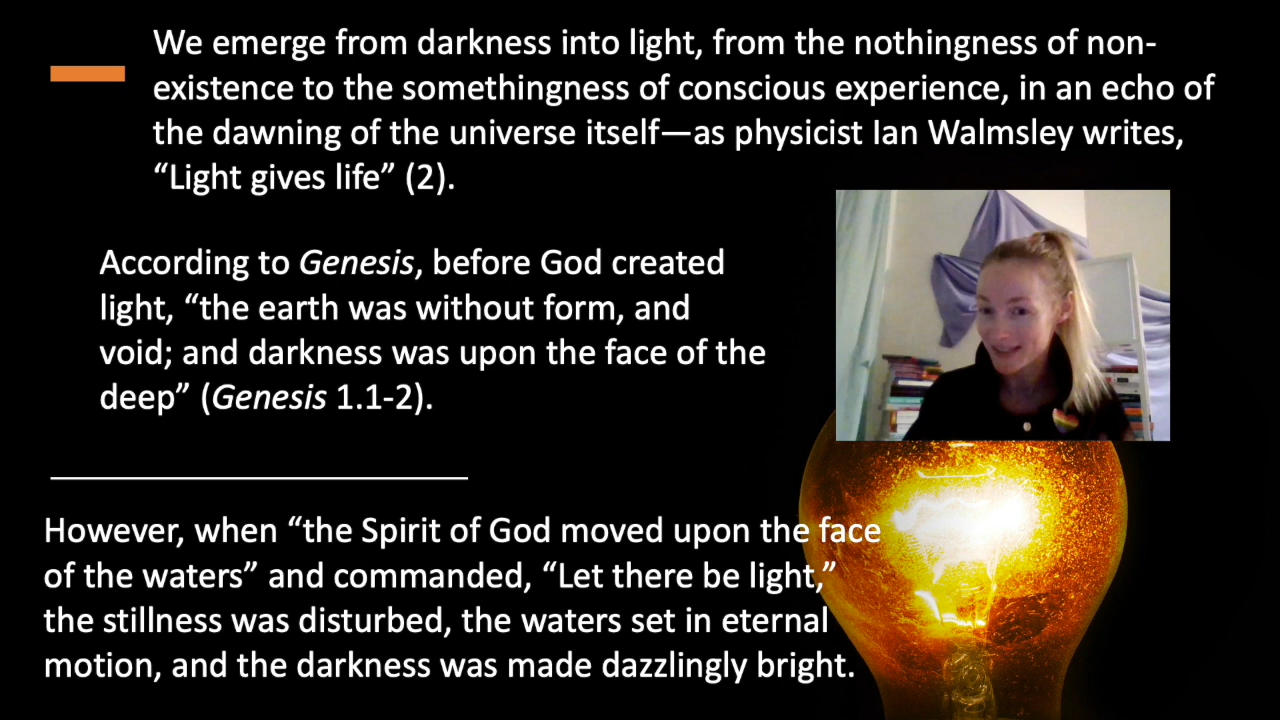 We emerge from darkness into light, from the nothingness of non-
existence to the somethingness of conscious experience, in an echo of
the dawning of the universe itself—as physicist Ian Walmsley writes,
“Light gives life” (2).
According to Genesis, before God created
light, “the earth was without form, and
void; and darkness was upon the face of the
deep” (Genesis 1.1-2).
However, when “the Spirit of God moved upon the face
of the waters” and commanded, “Let there be light,”
the stillness was disturbed, the waters set in eternal
motion, and the darkness was made dazzlingly bright.